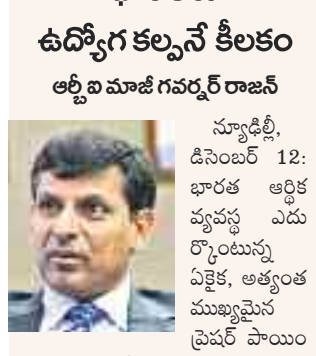 ఉద్యోగ కల్పనే కీలకం
ఆర్బీఐ మాజీ గవర్నర్ రాజన్
న్యూఢిల్లీ,
డిసెంబర్ 12:
భారత ఆర్థిక
వ్యవస్థ ఎదు
ర్కొంటున్న
ఏకైక, అత్యంత
ముఖ్యమైన
ప్రెషర్ పాయిం